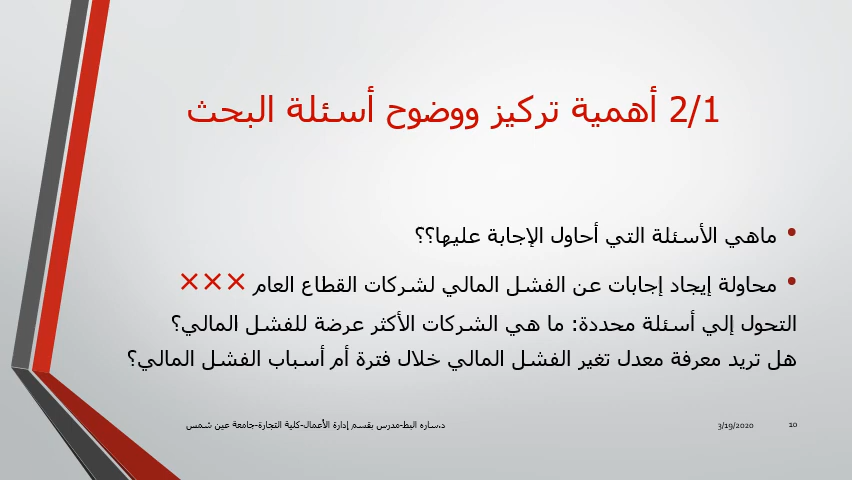 2/1 أهمية تركيز ووضوح أسئلة البحث
• ماهي الأسئلة التي أحاول الإجابة عليها؟؟
• محاولة إيجاد إجابات عن الفشل المالي لشركات القطاع العام ×××
التحول إلي أسئلة محددة: ما هي الشركات الأكثر عرضة للفشل المالي؟
هل تريد معرفة معدل تغير الفشل المالي خلال فترة أم أسباب الفشل المالي؟
د.ساره البط-مدرس بقسم إدارة الأعمال-كلية التجارة-جامعة عين شمس 3/19/2020 10